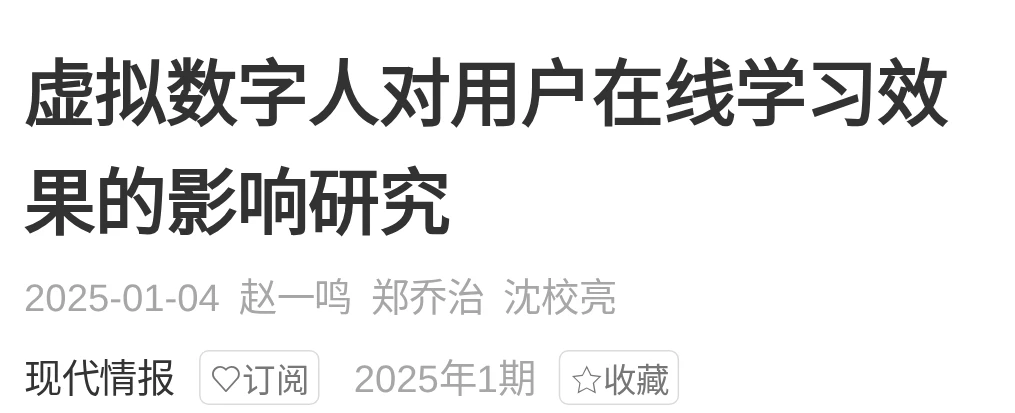 虚拟数字人对用户在线学习效
果的影响研究
2025-01-04 赵一鸣 郑乔治 沈校亮
现代情报 ♡订阅 2025年1期 ☆收藏